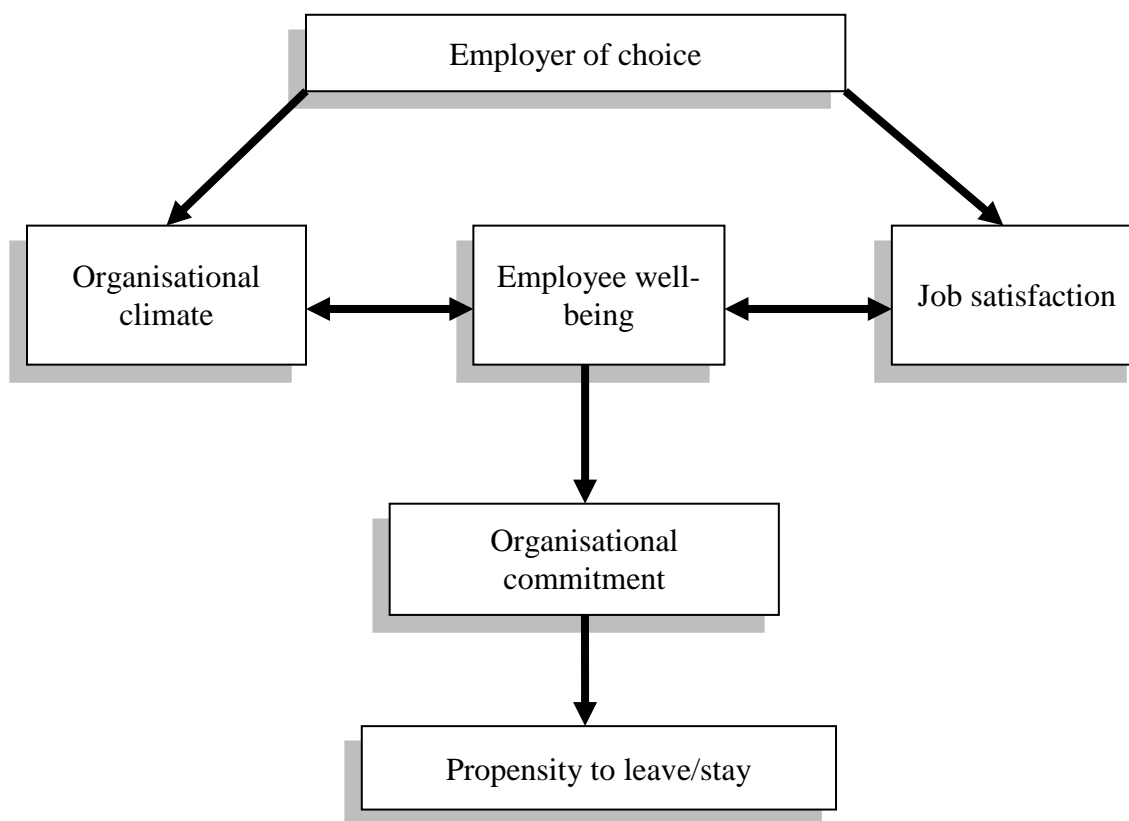 Employer of choice
Organisational
climate
Employee well-
being
Job satisfaction
Organisational
commitment
Propensity to leave/stay